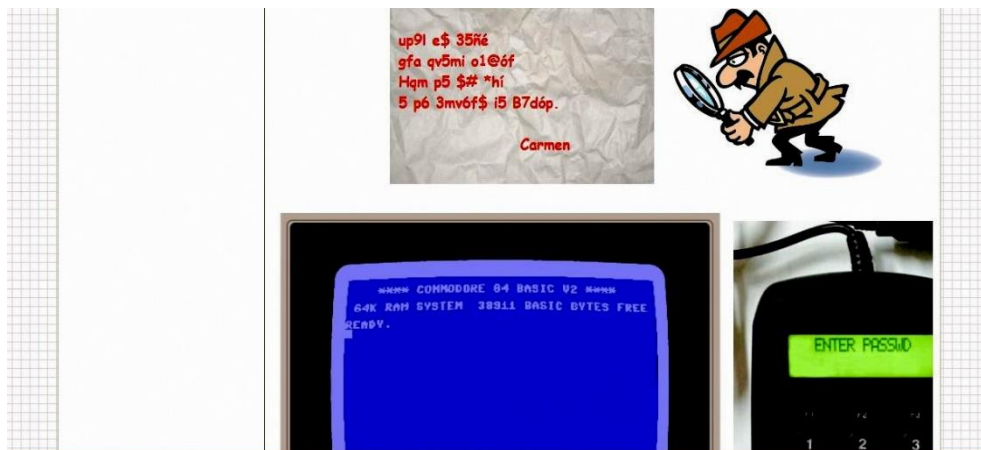 up9l e$ 35ñé
gfa qv5mi o1@óf
Hqm p5 $# *hí
5 p6 3mv6f$ i5 B7dóp.
Carmen
**** COMMODORE 64 BASIC V2 ****
64K RAM SYSTEM 38911 BASIC BYTES FREE
READY.
ENTER PASSWD
1 2 3